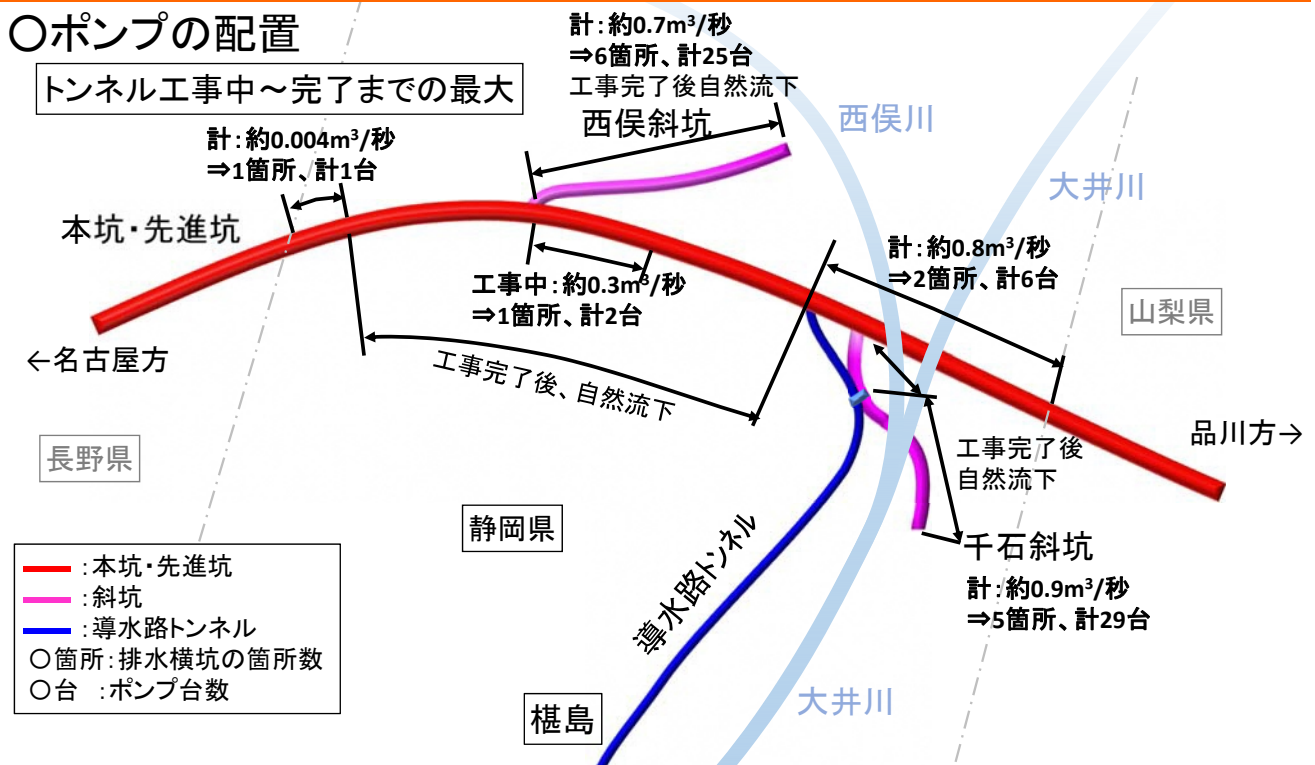 〇ポンプの配置
トンネル工事中～完了までの最大
計:約0.7m³/秒
⇒6箇所、計25台
工事完了後自然流下
西俣斜坑
西俣川
大井川
計:約0.004m³/秒
⇒1箇所、計1台
本坑・先進坑
工事中:約0.3m³/秒
⇒1箇所、計2台
計:約0.8m³/秒
⇒2箇所、計6台
山梨県
←名古屋方
工事完了後、自然流下
品川方→
長野県
工事完了後
自然流下
静岡県
導水路トンネル
千石斜坑
計:約0.9m³/秒
⇒5箇所、計29台
:本坑・先進坑
:斜坑
:導水路トンネル
〇箇所:排水横坑の箇所数
〇台 :ポンプ台数
椹島
大井川